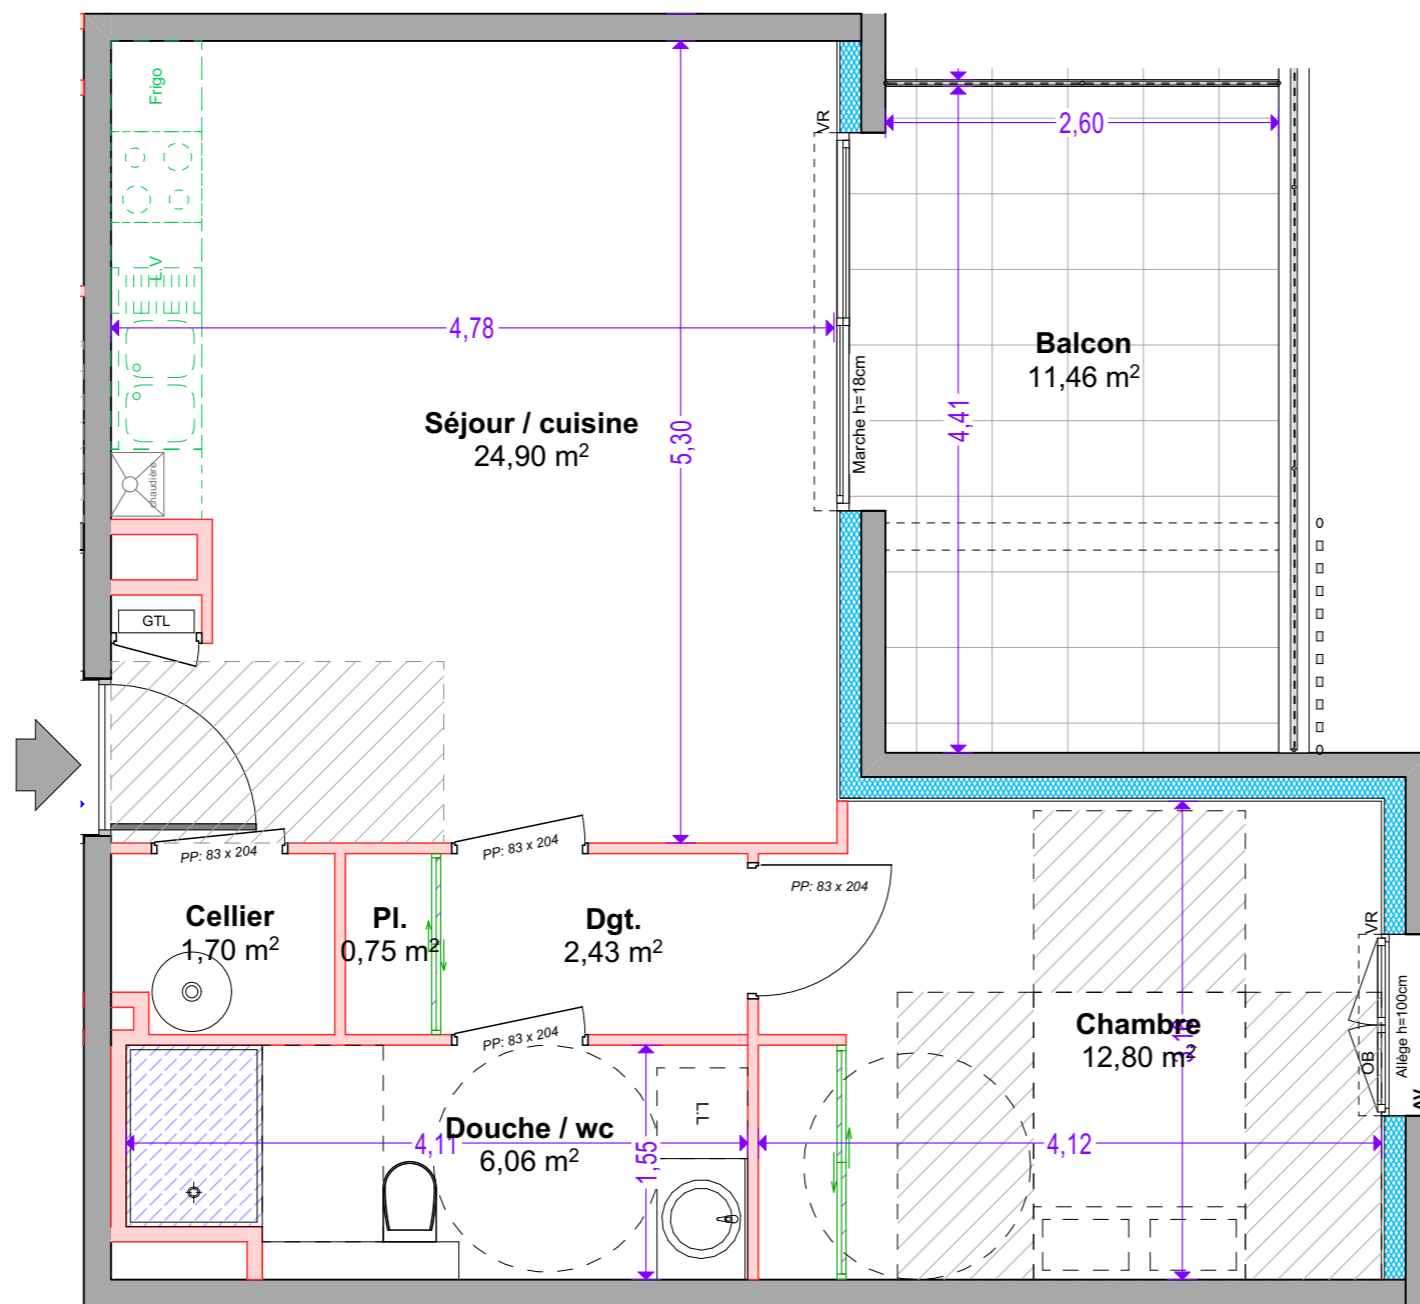 Frigo
L.V
chaudière
GTL
VR
2,60
4,78
5,30
Séjour / cuisine
24,90 m²
Marche h=18cm
4,41
Balcon
11,46 m²
PP: 83 x 204
PP: 83 x 204
PP: 83 x 204
Cellier
1,70 m²
Pl.
0,75 m²
Dgt.
2,43 m²
VR
Chambre
12,80 m²
OB
Allège h=100cm
PP: 83 x 204
L.L
Douche / wc
6,06 m²
4,11
1,55
4,12